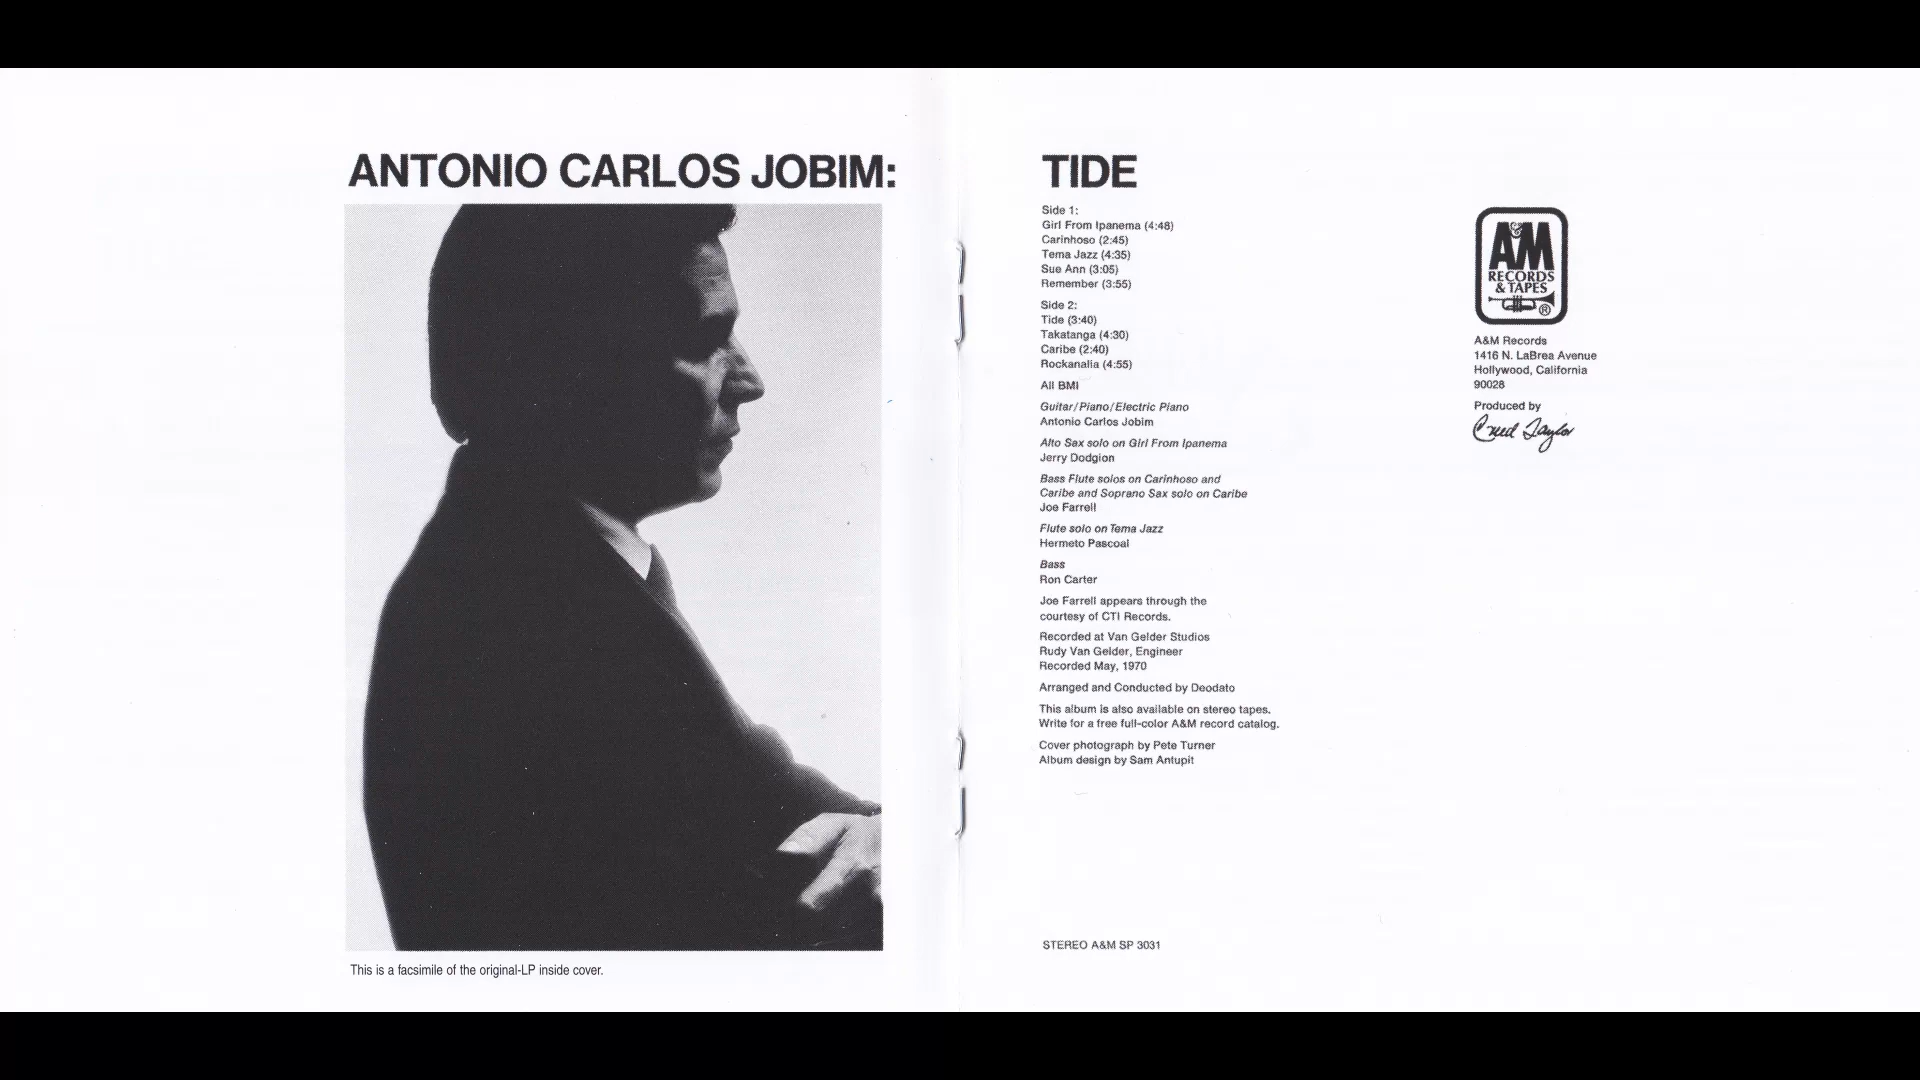 ANTONIO CARLOS JOBIM:
This is a facsimile of the original-LP inside cover.
TIDE
Side 1:
Girl From Ipanema (4:48)
Carinhoso (2:45)
Tema Jazz (4:35)
Sue Ann (3:05)
Remember (3:55)
Side 2:
Tide (3:40)
Takatanga (4:30)
Caribe (2:40)
Rockanalia (4:55)
All BMI
Guitar/Piano/Electric Piano
Antonio Carlos Jobim
Alto Sax solo on Girl From Ipanema
Jerry Dodgion
Bass Flute solos on Carinhoso and
Caribe and Soprano Sax solo on Caribe
Joe Farrell
Flute solo on Tema Jazz
Hermeto Pascoal
Bass
Ron Carter
Joe Farrell appears through the
courtesy of CTI Records.
Recorded at Van Gelder Studios
Rudy Van Gelder, Engineer
Recorded May, 1970
Arranged and Conducted by Deodato
This album is also available on stereo tapes.
Write for a free full-color A&M record catalog.
Cover photograph by Pete Turner
Album design by Sam Antupit
STEREO A&M SP 3031
A&M
RECORDS
& TAPES
®
A&M Records
1416 N. LaBrea Avenue
Hollywood, California
90028
Produced by
Creed Taylor